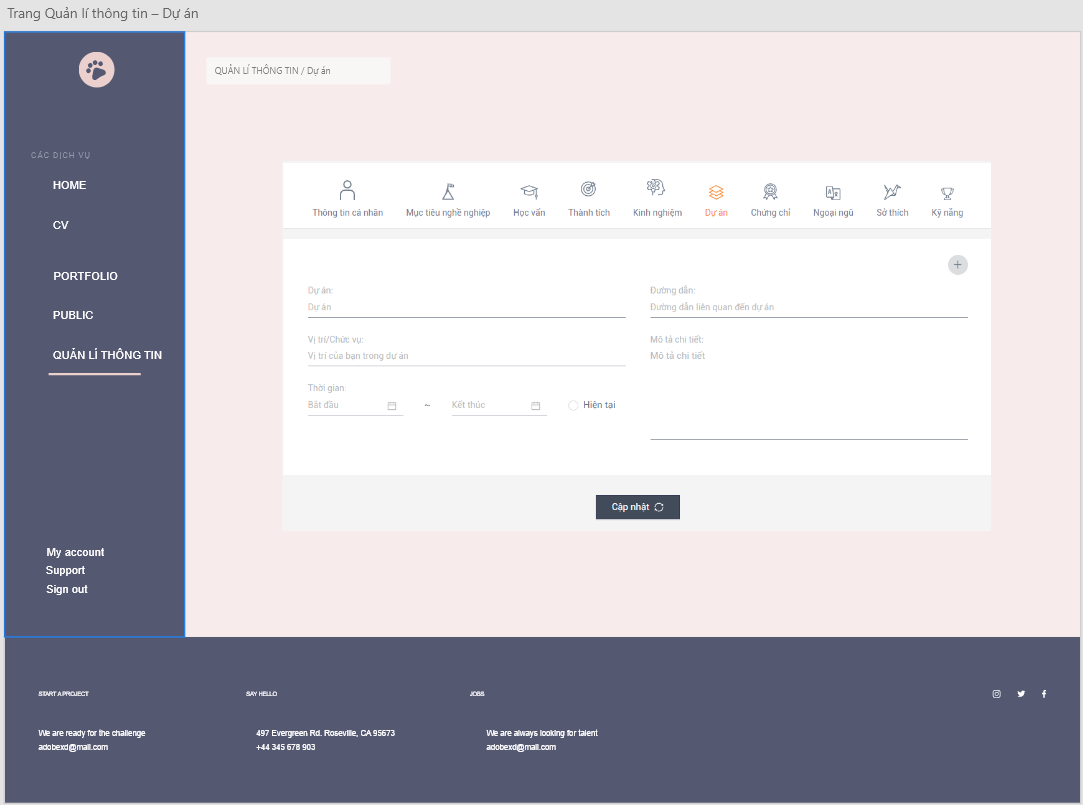 Trang Quản lí thông tin – Dự án
QUẢN LÍ THÔNG TIN / Dự án
CÁC DỊCH VỤ
HOME
CV
PORTFOLIO
PUBLIC
QUẢN LÍ THÔNG TIN
My account
Support
Sign out
Thông tin cá nhân
Mục tiêu nghề nghiệp
Học vấn
Thành tích
Kinh nghiệm
Dự án
Chứng chỉ
Ngoại ngũ
Sở thích
Kỹ năng
Dự án:
Dự án
Đường dẫn:
Đường dẫn liên quan đến dự án
Vị trí/Chức vụ:
Vị trí của bạn trong dự án
Mô tả chi tiết:
Mô tả chi tiết
Thời gian:
Bắt đầu ~ Kết thúc Hiện tại
Cập nhật
START A PROJECT
We are ready for the challenge
adobexd@mail.com
SAY HELLO
497 Evergreen Rd. Roseville, CA 95673
+44 345 678 903
JOBS
We are always looking for talent
adobexd@mail.com